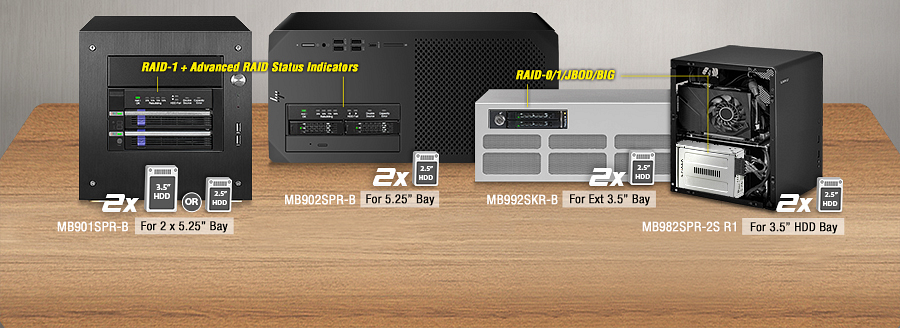 RAID-1 + Advanced RAID Status Indicators
RAID-0/1/JBOD/BIG
2x
3.5"
HDD
OR
2.5"
HDD
MB901SPR-B
For 2 x 5.25" Bay
2x
2.5"
HDD
MB902SPR-B
For 5.25" Bay
2x
2.5"
HDD
MB992SKR-B
For Ext 3.5" Bay
2x
2.5"
HDD
MB982SPR-2S R1
For 3.5" HDD Bay